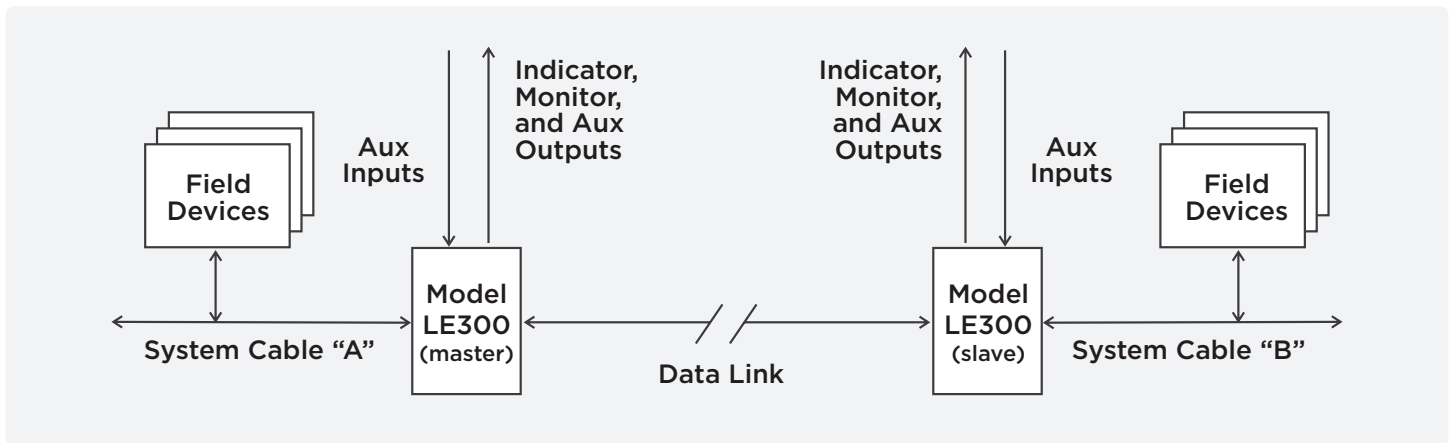 Indicator,
Monitor,
and Aux
Outputs
Aux
Inputs
Field
Devices
Model
LE300
(master)
System Cable “A”
Data Link
Indicator,
Monitor,
and Aux
Outputs
Aux
Inputs
Field
Devices
Model
LE300
(slave)
System Cable “B”